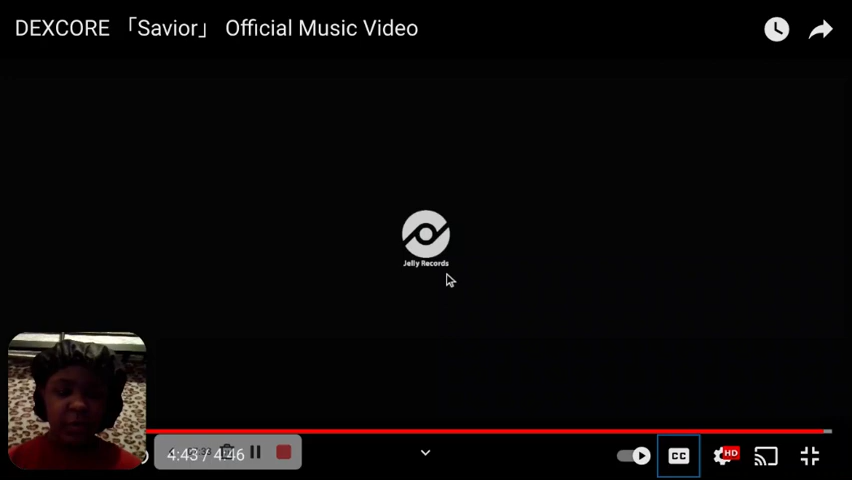 DEXCORE 「Savior」 Official Music Video
Jelly Records
4:43 / 4:46
CC
HD